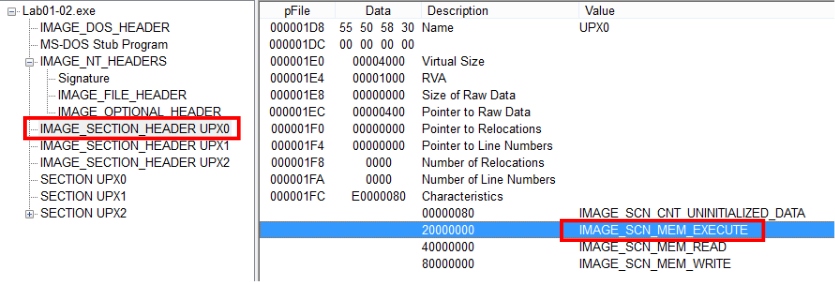 Lab01-02.exe
IMAGE_DOS_HEADER
MS-DOS Stub Program
IMAGE_NT_HEADERS
Signature
IMAGE_FILE_HEADER
IMAGE_OPTIONAL_HEADER
IMAGE_SECTION_HEADER UPX0
IMAGE_SECTION_HEADER UPX1
IMAGE_SECTION_HEADER UPX2
SECTION UPX0
SECTION UPX1
SECTION UPX2
pFile Data Description Value
000001D8 55 50 58 30 Name UPX0
000001DC 00 00 00 00
000001E0 00004000 Virtual Size
000001E4 00001000 RVA
000001E8 00000000 Size of Raw Data
000001EC 00000400 Pointer to Raw Data
000001F0 00000000 Pointer to Relocations
000001F4 00000000 Pointer to Line Numbers
000001F8 0000 Number of Relocations
000001FA 0000 Number of Line Numbers
000001FC E0000080 Characteristics
00000080 IMAGE_SCN_CNT_UNINITIALIZED_DATA
20000000 IMAGE_SCN_MEM_EXECUTE
40000000 IMAGE_SCN_MEM_READ
80000000 IMAGE_SCN_MEM_WRITE